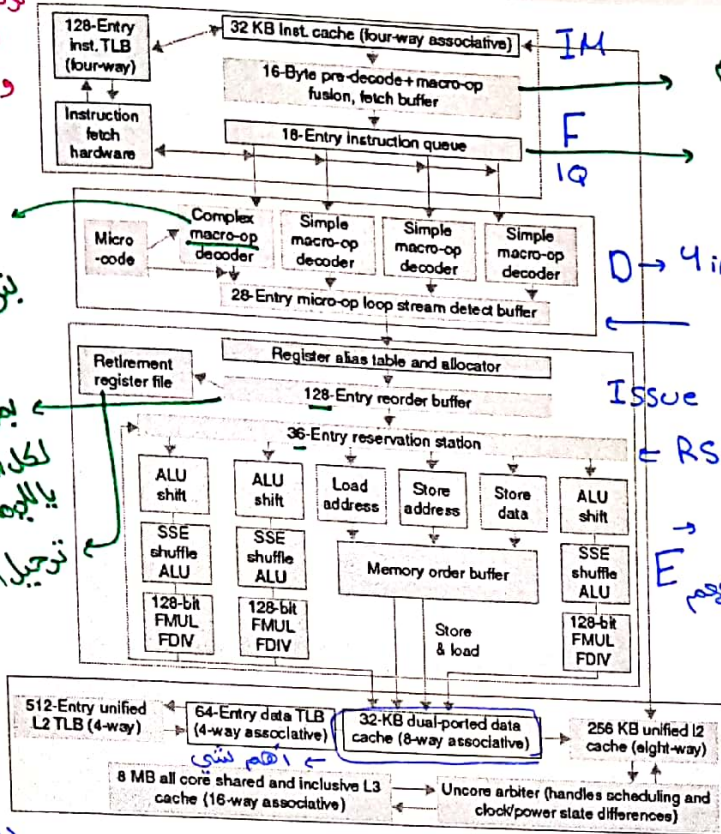 128-Entry
inst. TLB
(four-way)
32 KB Inst. cache (four-way associative)
IM
16-Byte pre-decode+macro-op
fusion, fetch buffer
Instruction
fetch
hardware
18-Entry instruction queue
F
IQ
Micro
-code
Complex
macro-op
decoder
Simple
macro-op
decoder
Simple
macro-op
decoder
Simple
macro-op
decoder
D → 4 in
28-Entry micro-op loop stream detect buffer
Register alias table and allocator
Retirement
register file
128-Entry reorder buffer
Issue
36-Entry reservation station
← RS
لكل
ALU
shift
ALU
shift
Load
address
Store
address
Store
data
ALU
shift
SSE
shuffle
ALU
SSE
shuffle
ALU
Memory order buffer
SSE
shuffle
ALU
E
128-bit
FMUL
FDIV
128-bit
FMUL
FDIV
Store
& load
128-bit
FMUL
FDIV
512-Entry unified
L2 TLB (4-way)
64-Entry data TLB
(4-way associative)
32-KB dual-ported data
cache (8-way associative)
256 KB unified l2
cache (eight-way)
← أهم شي
8 MB all core shared and inclusive L3
cache (16-way associative)
Uncore arbiter (handles scheduling and
clock/power state differences)